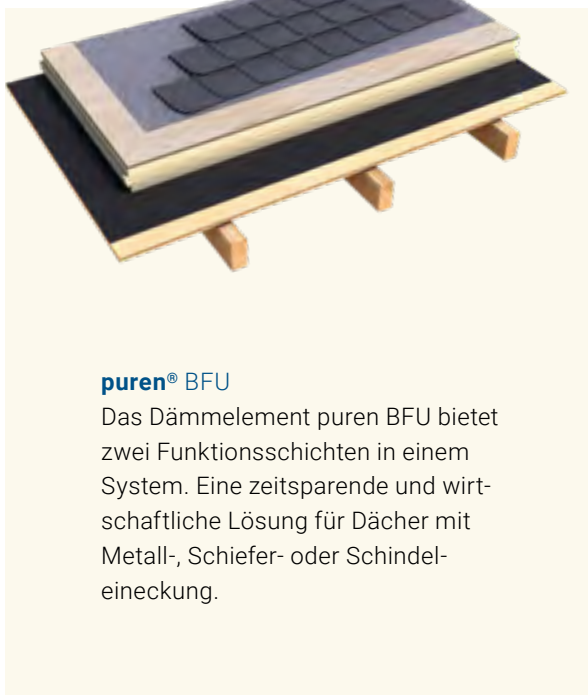 puren® BFU
Das Dämmelement puren BFU bietet
zwei Funktionsschichten in einem
System. Eine zeitsparende und wirt-
schaftliche Lösung für Dächer mit
Metall-, Schiefer- oder Schindel-
eineckung.